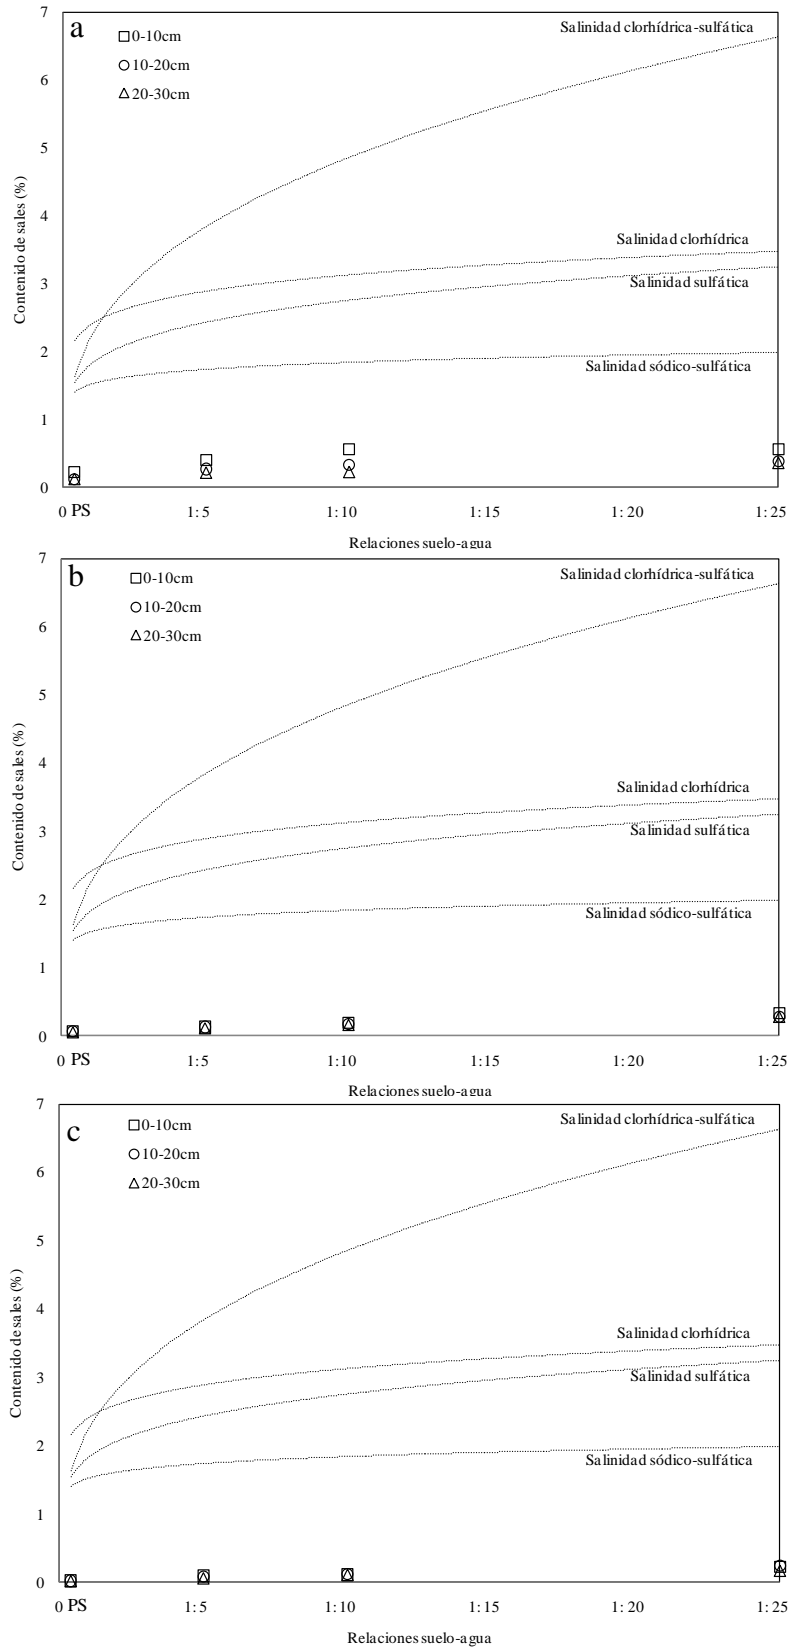 a
0-10cm
10-20cm
20-30cm
Salinidad clorhídrica-sulfática
Salinidad clorhídrica
Salinidad sulfática
Salinidad sódico-sulfática
Contenido de sales (%)
7
6
5
4
3
2
1
0
0 PS 1:5 1:10 1:15 1:20 1:25
Relaciones suelo-agua
b
0-10cm
10-20cm
20-30cm
Salinidad clorhídrica-sulfática
Salinidad clorhídrica
Salinidad sulfática
Salinidad sódico-sulfática
Contenido de sales (%)
7
6
5
4
3
2
1
0
0 PS 1:5 1:10 1:15 1:20 1:25
Relaciones suelo-agua
c
0-10cm
10-20cm
20-30cm
Salinidad clorhídrica-sulfática
Salinidad clorhídrica
Salinidad sulfática
Salinidad sódico-sulfática
Contenido de sales (%)
7
6
5
4
3
2
1
0
0 PS 1:5 1:10 1:15 1:20 1:25
Relaciones suelo-agua